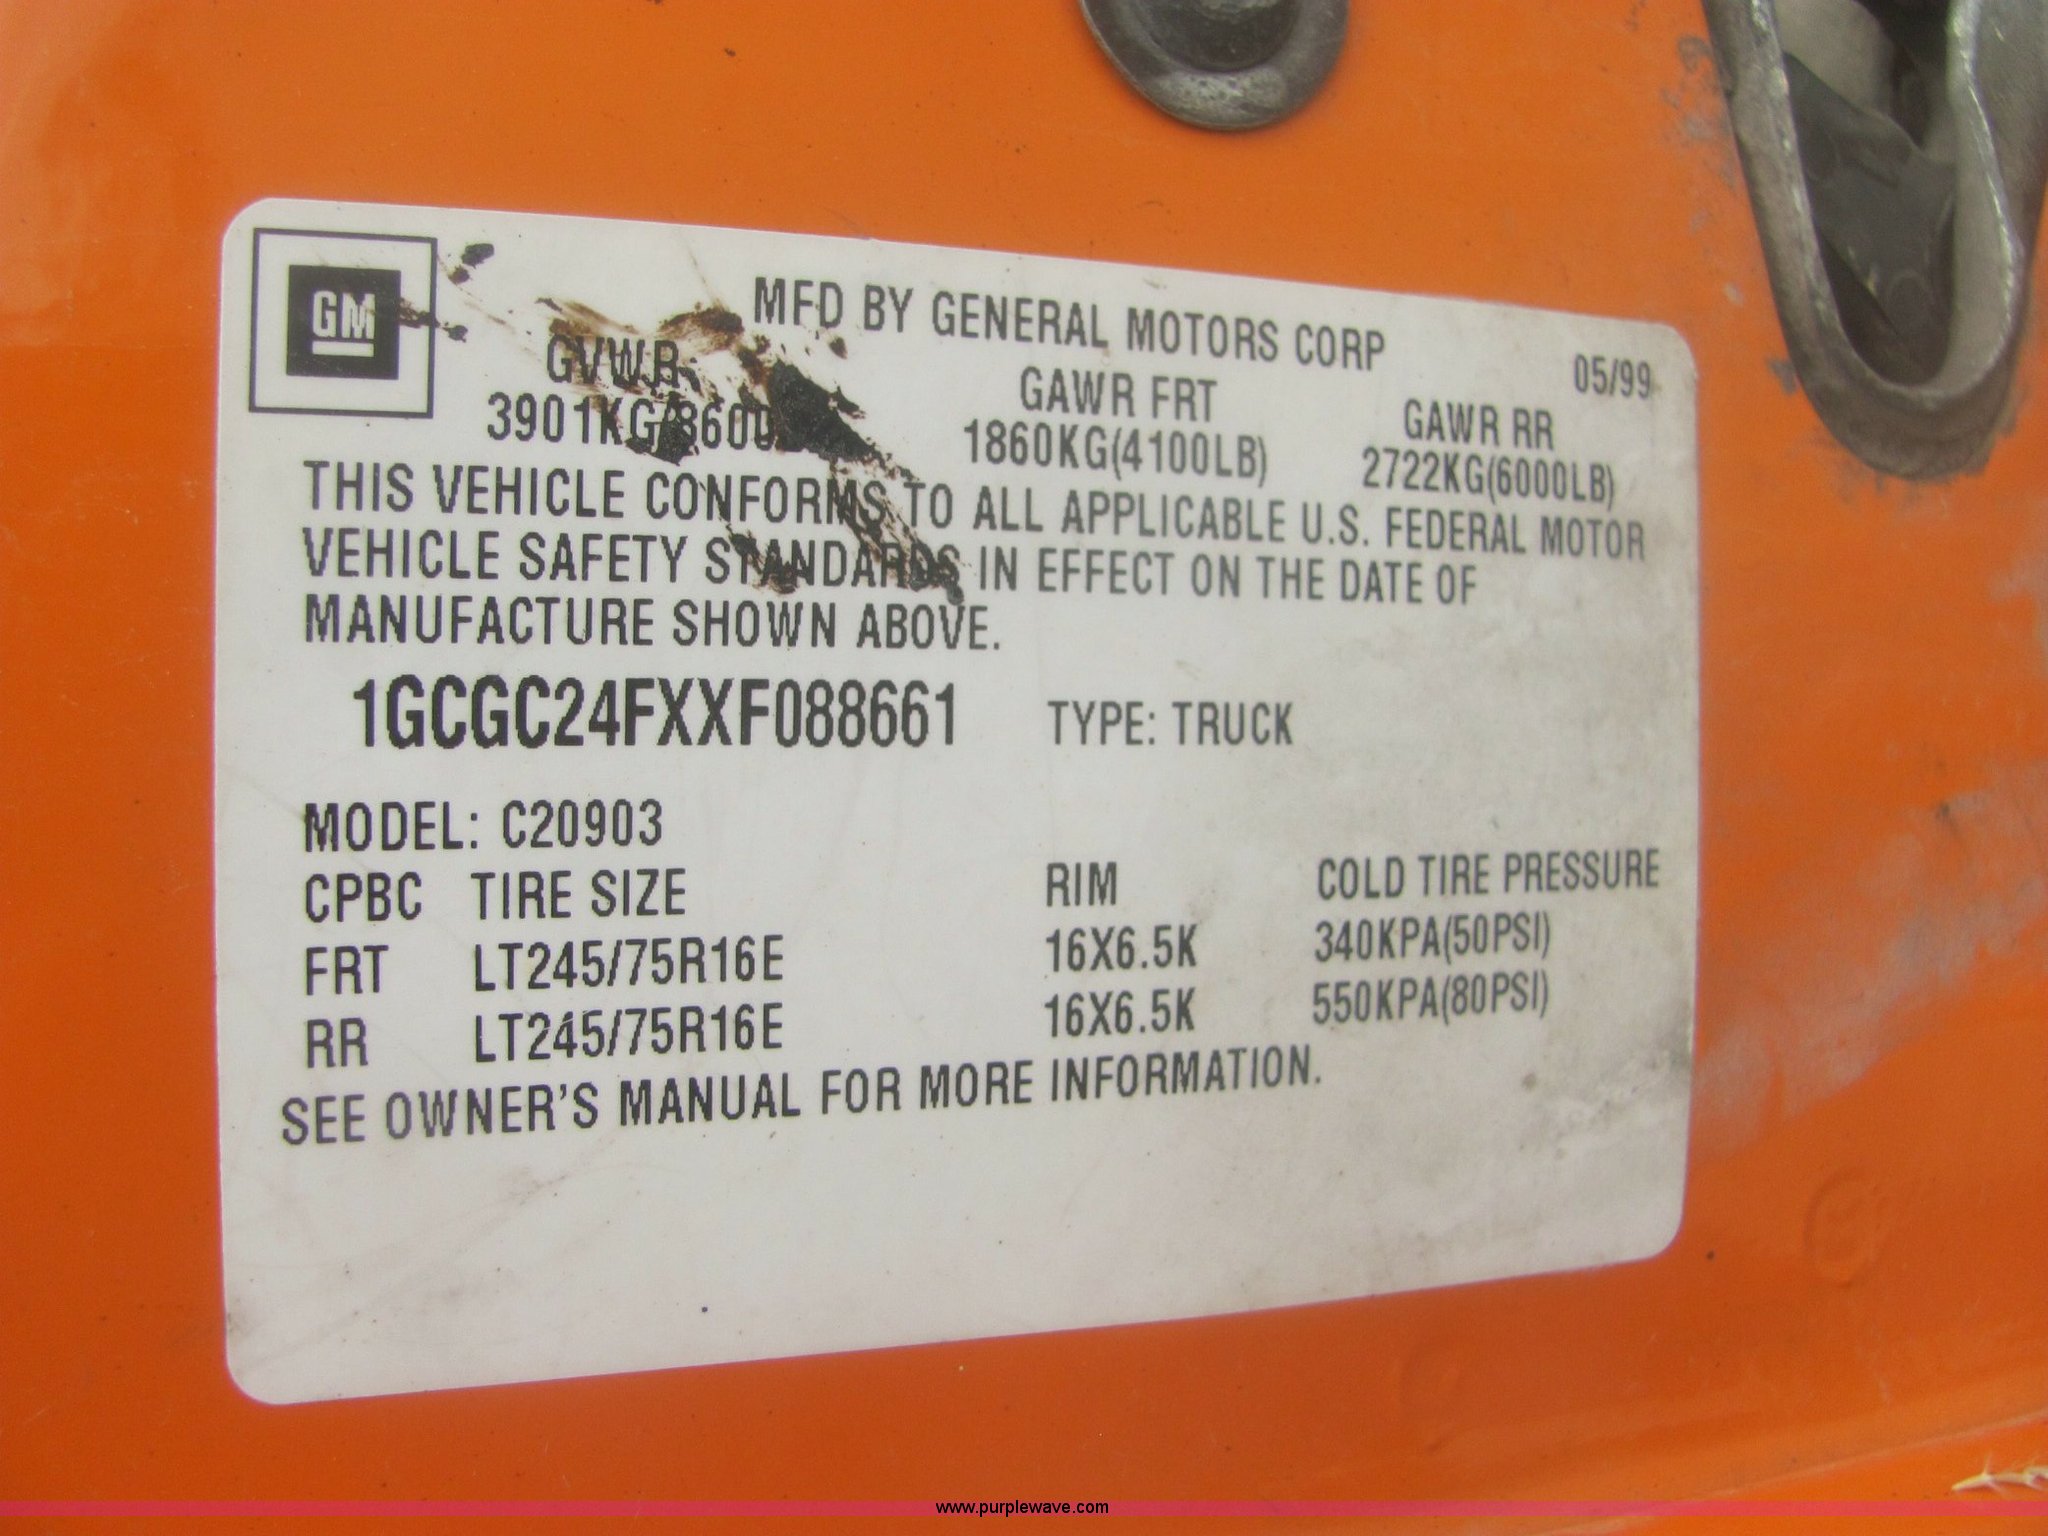 GM
MFD BY GENERAL MOTORS CORP
05/99
GVWR GAWR FRT GAWR RR
3901KG/8600 1860KG(4100LB) 2722KG(6000LB)
THIS VEHICLE CONFORMS TO ALL APPLICABLE U.S. FEDERAL MOTOR
VEHICLE SAFETY STANDARDS IN EFFECT ON THE DATE OF
MANUFACTURE SHOWN ABOVE.
1GCGC24FXXF088661 TYPE: TRUCK
MODEL: C20903
CPBC TIRE SIZE RIM COLD TIRE PRESSURE
FRT LT245/75R16E 16X6.5K 340KPA(50PSI)
RR LT245/75R16E 16X6.5K 550KPA(80PSI)
SEE OWNER'S MANUAL FOR MORE INFORMATION.
www.purplewave.com